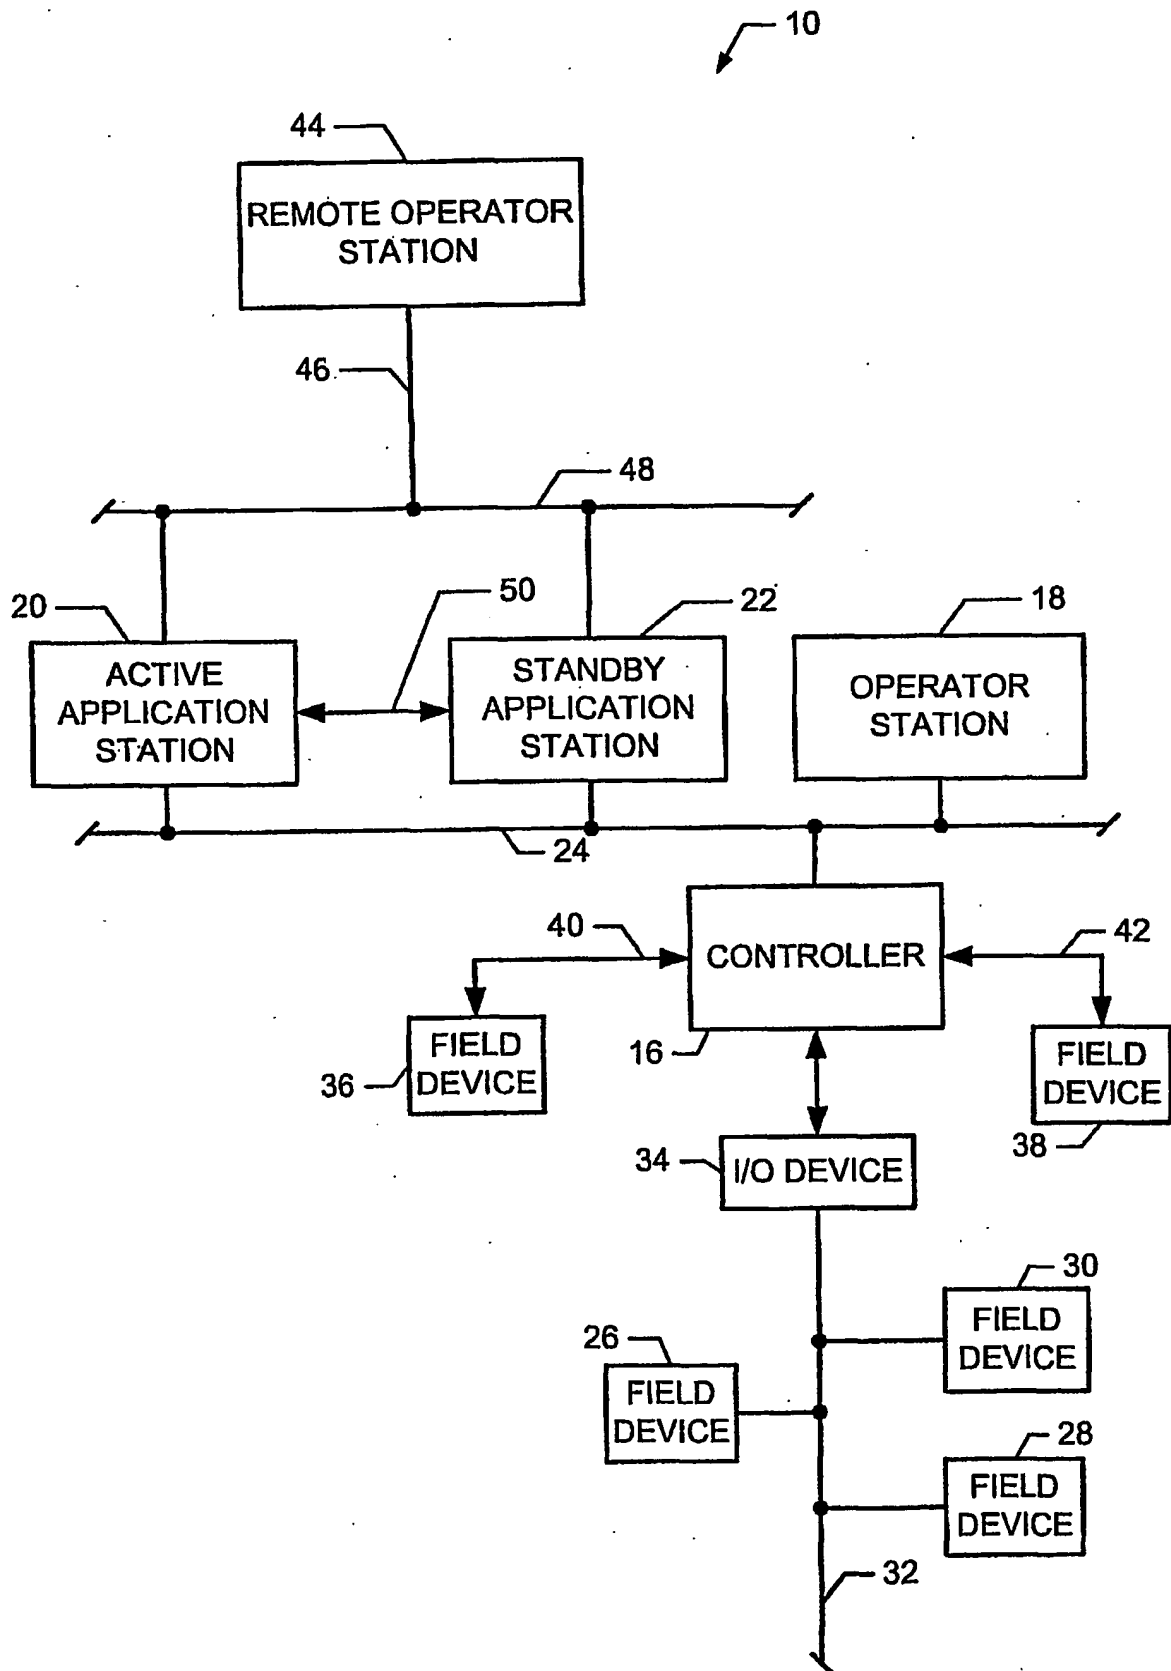 10
44
REMOTE OPERATOR
STATION
46
48
20
50
22
18
ACTIVE
APPLICATION
STATION
STANDBY
APPLICATION
STATION
OPERATOR
STATION
24
40
CONTROLLER
42
FIELD
DEVICE
36
16
FIELD
DEVICE
38
34
I/O DEVICE
30
FIELD
DEVICE
26
FIELD
DEVICE
28
FIELD
DEVICE
32